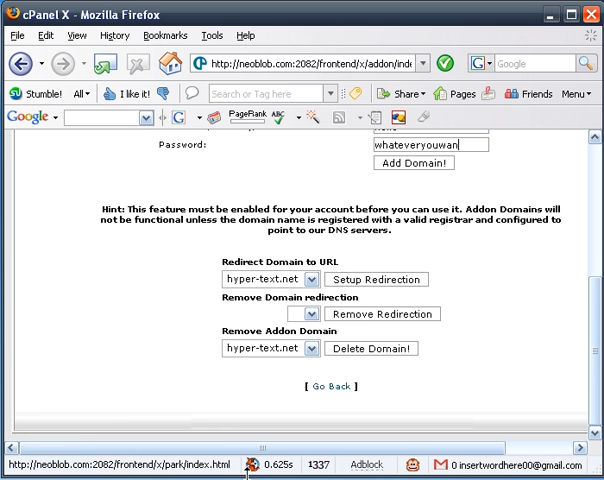 cPanel X - Mozilla Firefox
File Edit View History Bookmarks Tools Help
http://neoblob.com:2082/frontend/x/addon/inde
Google
Stumble! All I like it! Search or Tag here Share Pages Friends Menu
Google PageRank ABC
Password: whateveryouwan
Add Domain!
Hint: This feature must be enabled for your account before you can use it. Addon Domains will
not be functional unless the domain name is registered with a valid registrar and configured to
point to our DNS servers.
Redirect Domain to URL
hyper-text.net Setup Redirection
Remove Domain redirection
Remove Redirection
Remove Addon Domain
hyper-text.net Delete Domain!
[ Go Back ]
http://neoblob.com:2082/frontend/x/park/index.html 0.625s 1337 Adblock 0 insertwordhere00@gmail.com